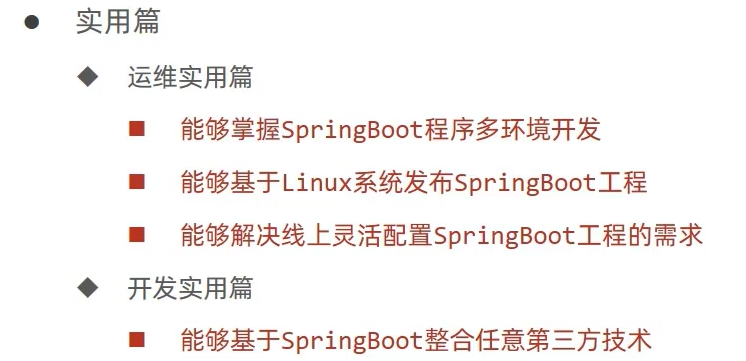 实用篇
运维实用篇
能够掌握SpringBoot程序多环境开发
能够基于Linux系统发布SpringBoot工程
能够解决线上灵活配置SpringBoot工程的需求
开发实用篇
能够基于SpringBoot整合任意第三方技术